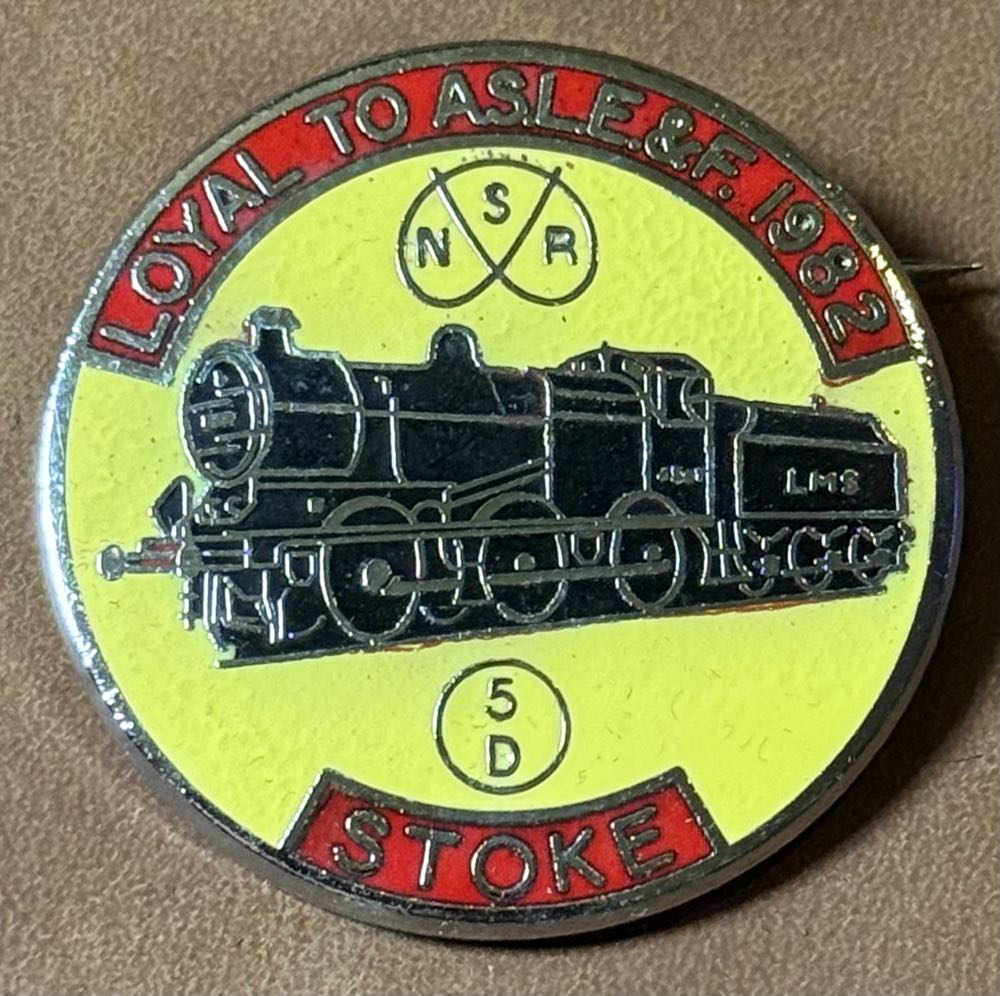 LOYAL TO A.S.L.E.&F. 1982
N S R
LMS
5
D
STOKE